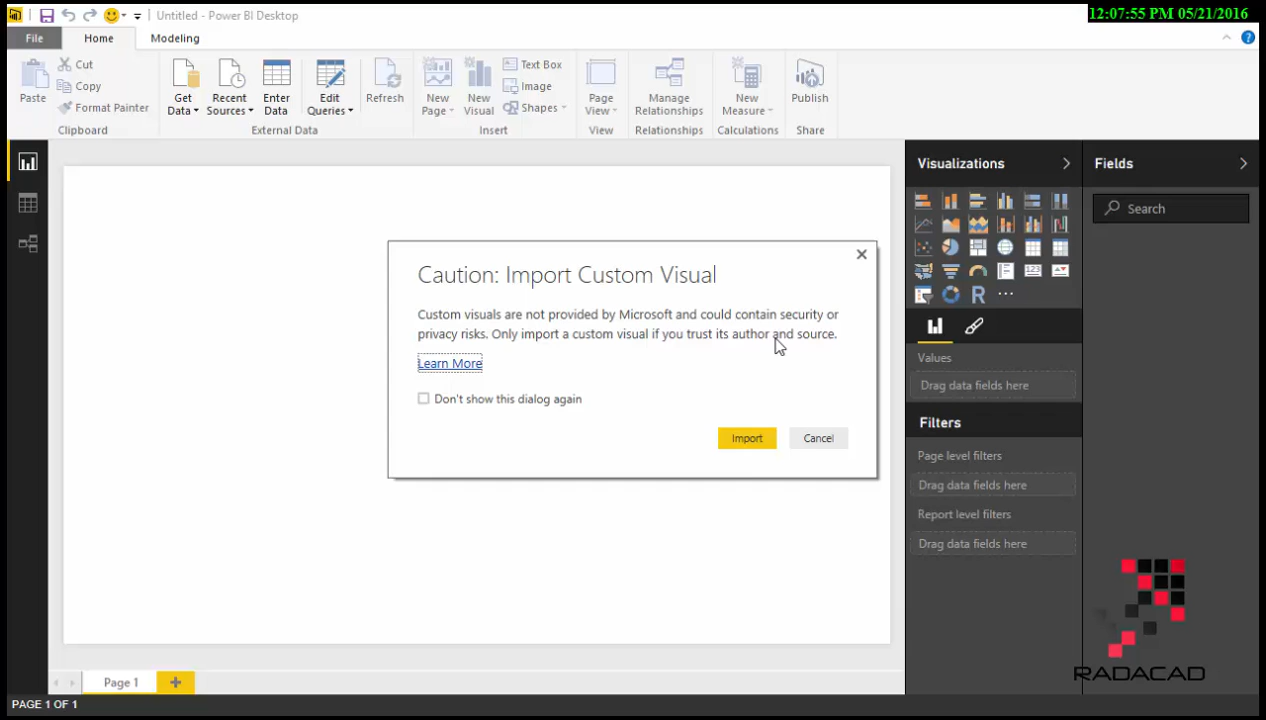 Untitled - Power BI Desktop
12:07:55 PM 05/21/2016
File
Home
Modeling
Paste
Cut
Copy
Format Painter
Clipboard
Get
Data
Recent
Sources
Enter
Data
Edit
Queries
External Data
Refresh
New
Page
New
Visual
Text Box
Image
Shapes
Insert
Page
View
View
Manage
Relationships
Relationships
New
Measure
Calculations
Publish
Share
Visualizations
Fields
Search
R
123
Values
Drag data fields here
Filters
Page level filters
Drag data fields here
Report level filters
Drag data fields here
Caution: Import Custom Visual
Custom visuals are not provided by Microsoft and could contain security or
privacy risks. Only import a custom visual if you trust its author and source.
Learn More
Don't show this dialog again
Import
Cancel
RADACAD
Page 1
PAGE 1 OF 1